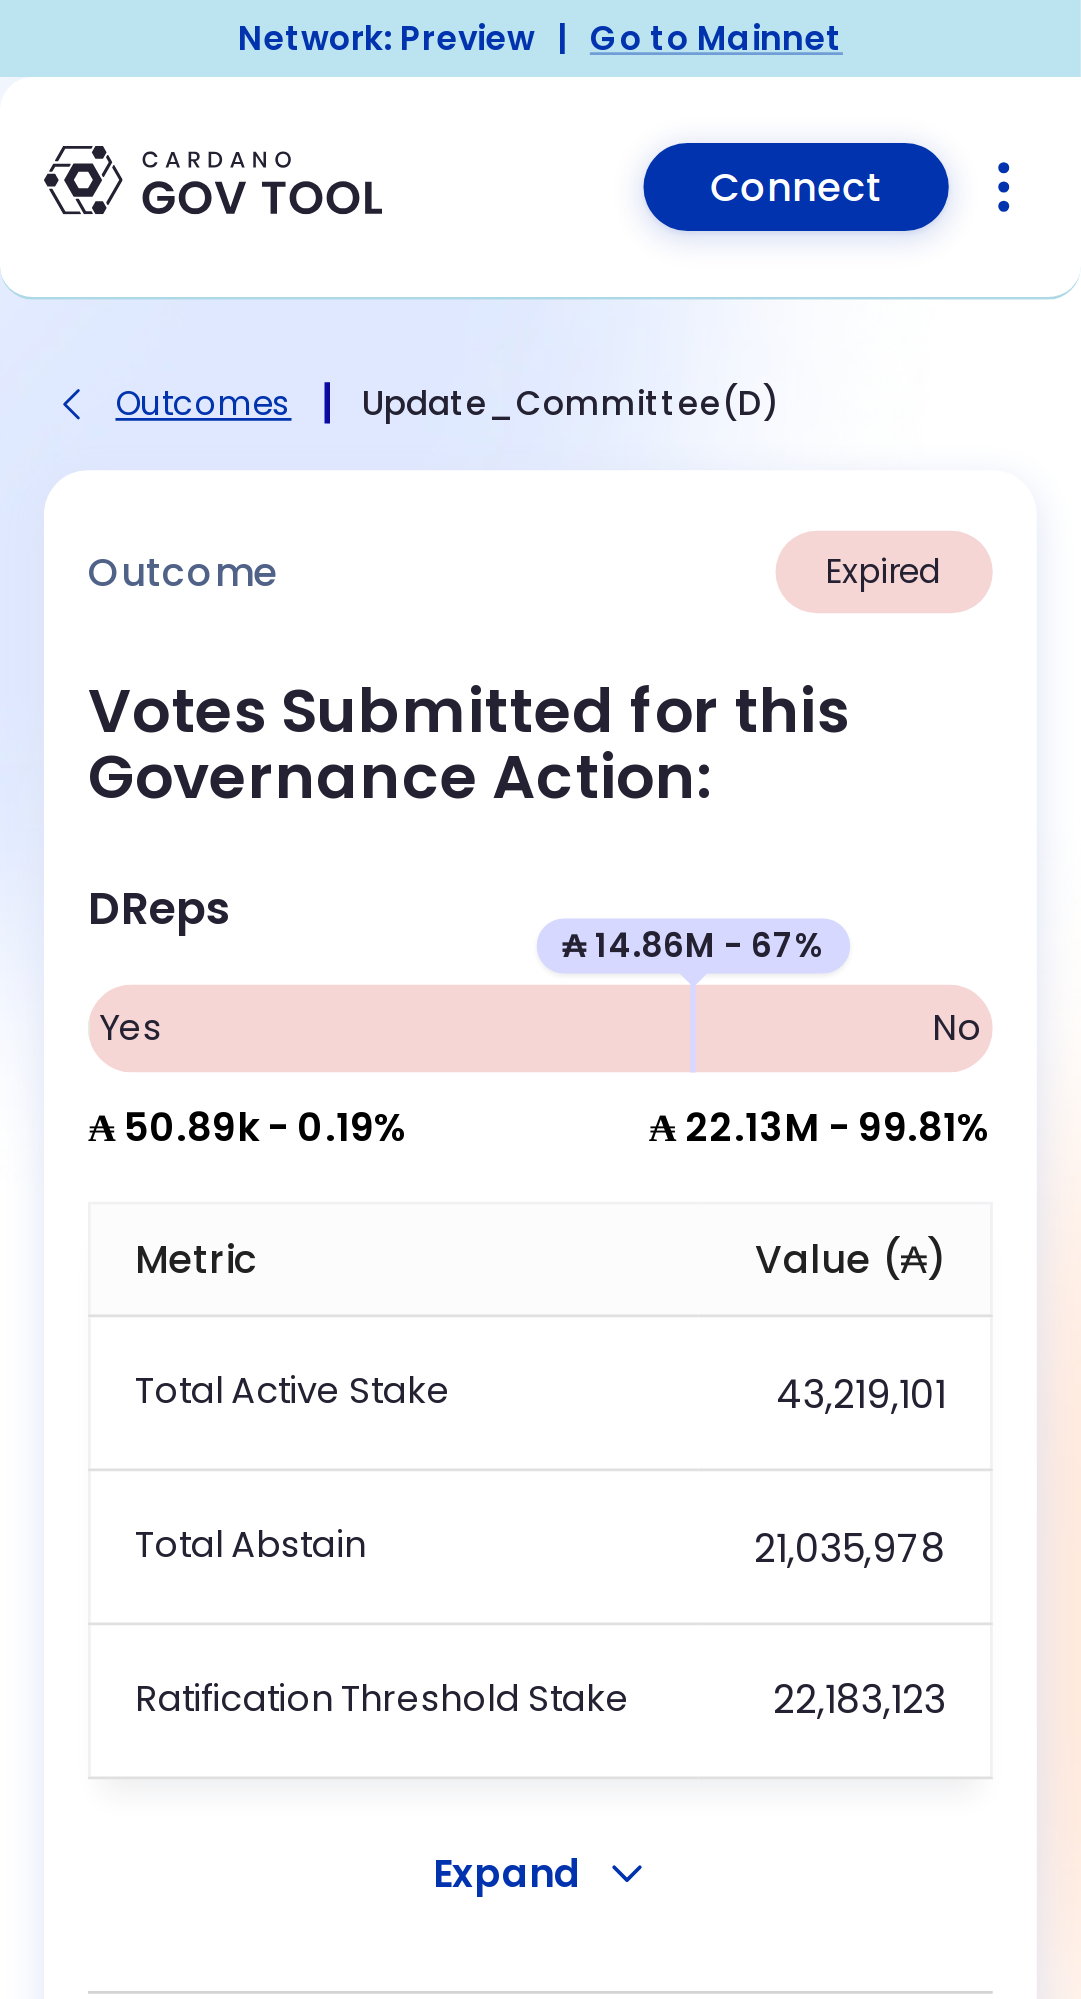 Network: Preview | Go to Mainnet
CARDANO
GOV TOOL
Connect
Outcomes | Update_Committee(D)
Outcome
Expired
Votes Submitted for this
Governance Action:
DReps
₳ 14.86M - 67%
Yes
No
₳ 50.89k - 0.19%
₳ 22.13M - 99.81%
Metric
Value (₳)
Total Active Stake
43,219,101
Total Abstain
21,035,978
Ratification Threshold Stake
22,183,123
Expand